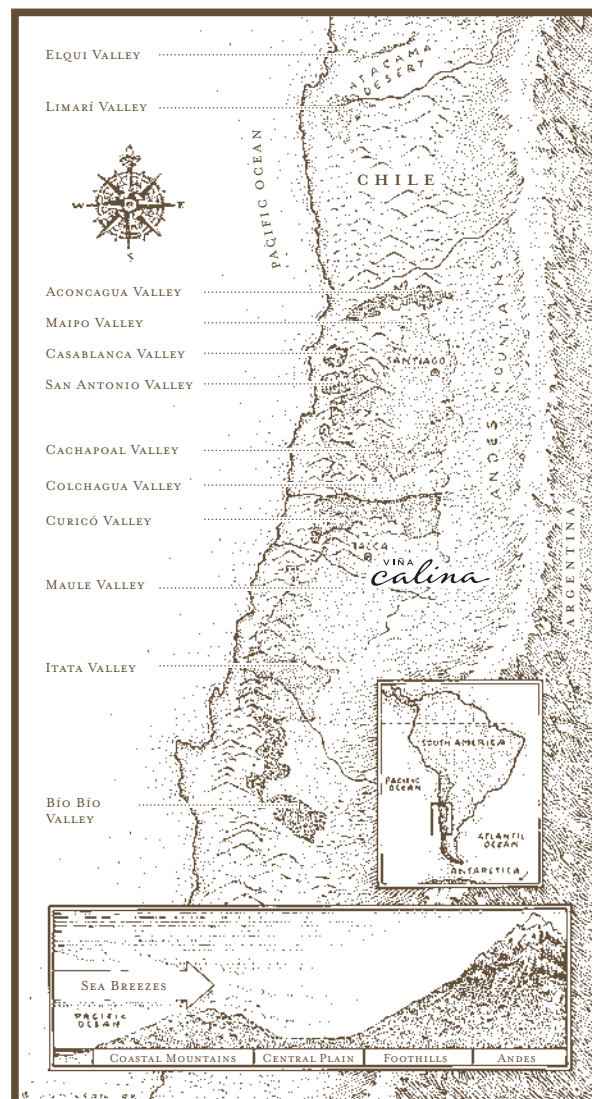 ELQUI VALLEY
ATACAMA
DESERT
LIMARÍ VALLEY
PACIFIC OCEAN
CHILE
W
E
S
ACONCAGUA VALLEY
MAIPO VALLEY
CASABLANCA VALLEY
SANTIAGO
SAN ANTONIO VALLEY
ANDES MOUNTAINS
CACHAPOAL VALLEY
COLCHAGUA VALLEY
CURICÓ VALLEY
ARGENTINA
TALCA
VIÑA
calina
MAULE VALLEY
ITATA VALLEY
SOUTH AMERICA
PACIFIC
OCEAN
BÍO BÍO
VALLEY
ATLANTIC
OCEAN
ANTARCTICA
SEA BREEZES
PACIFIC
OCEAN
COASTAL MOUNTAINS
CENTRAL PLAIN
FOOTHILLS
ANDES